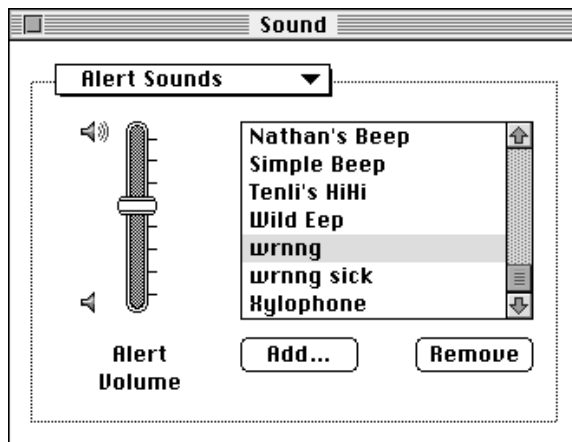 Sound
Alert Sounds
Nathan's Beep
Simple Beep
Tenli's HiHi
Wild Eep
wrnng
wrnng sick
Xylophone
Alert
Volume
Add...
Remove